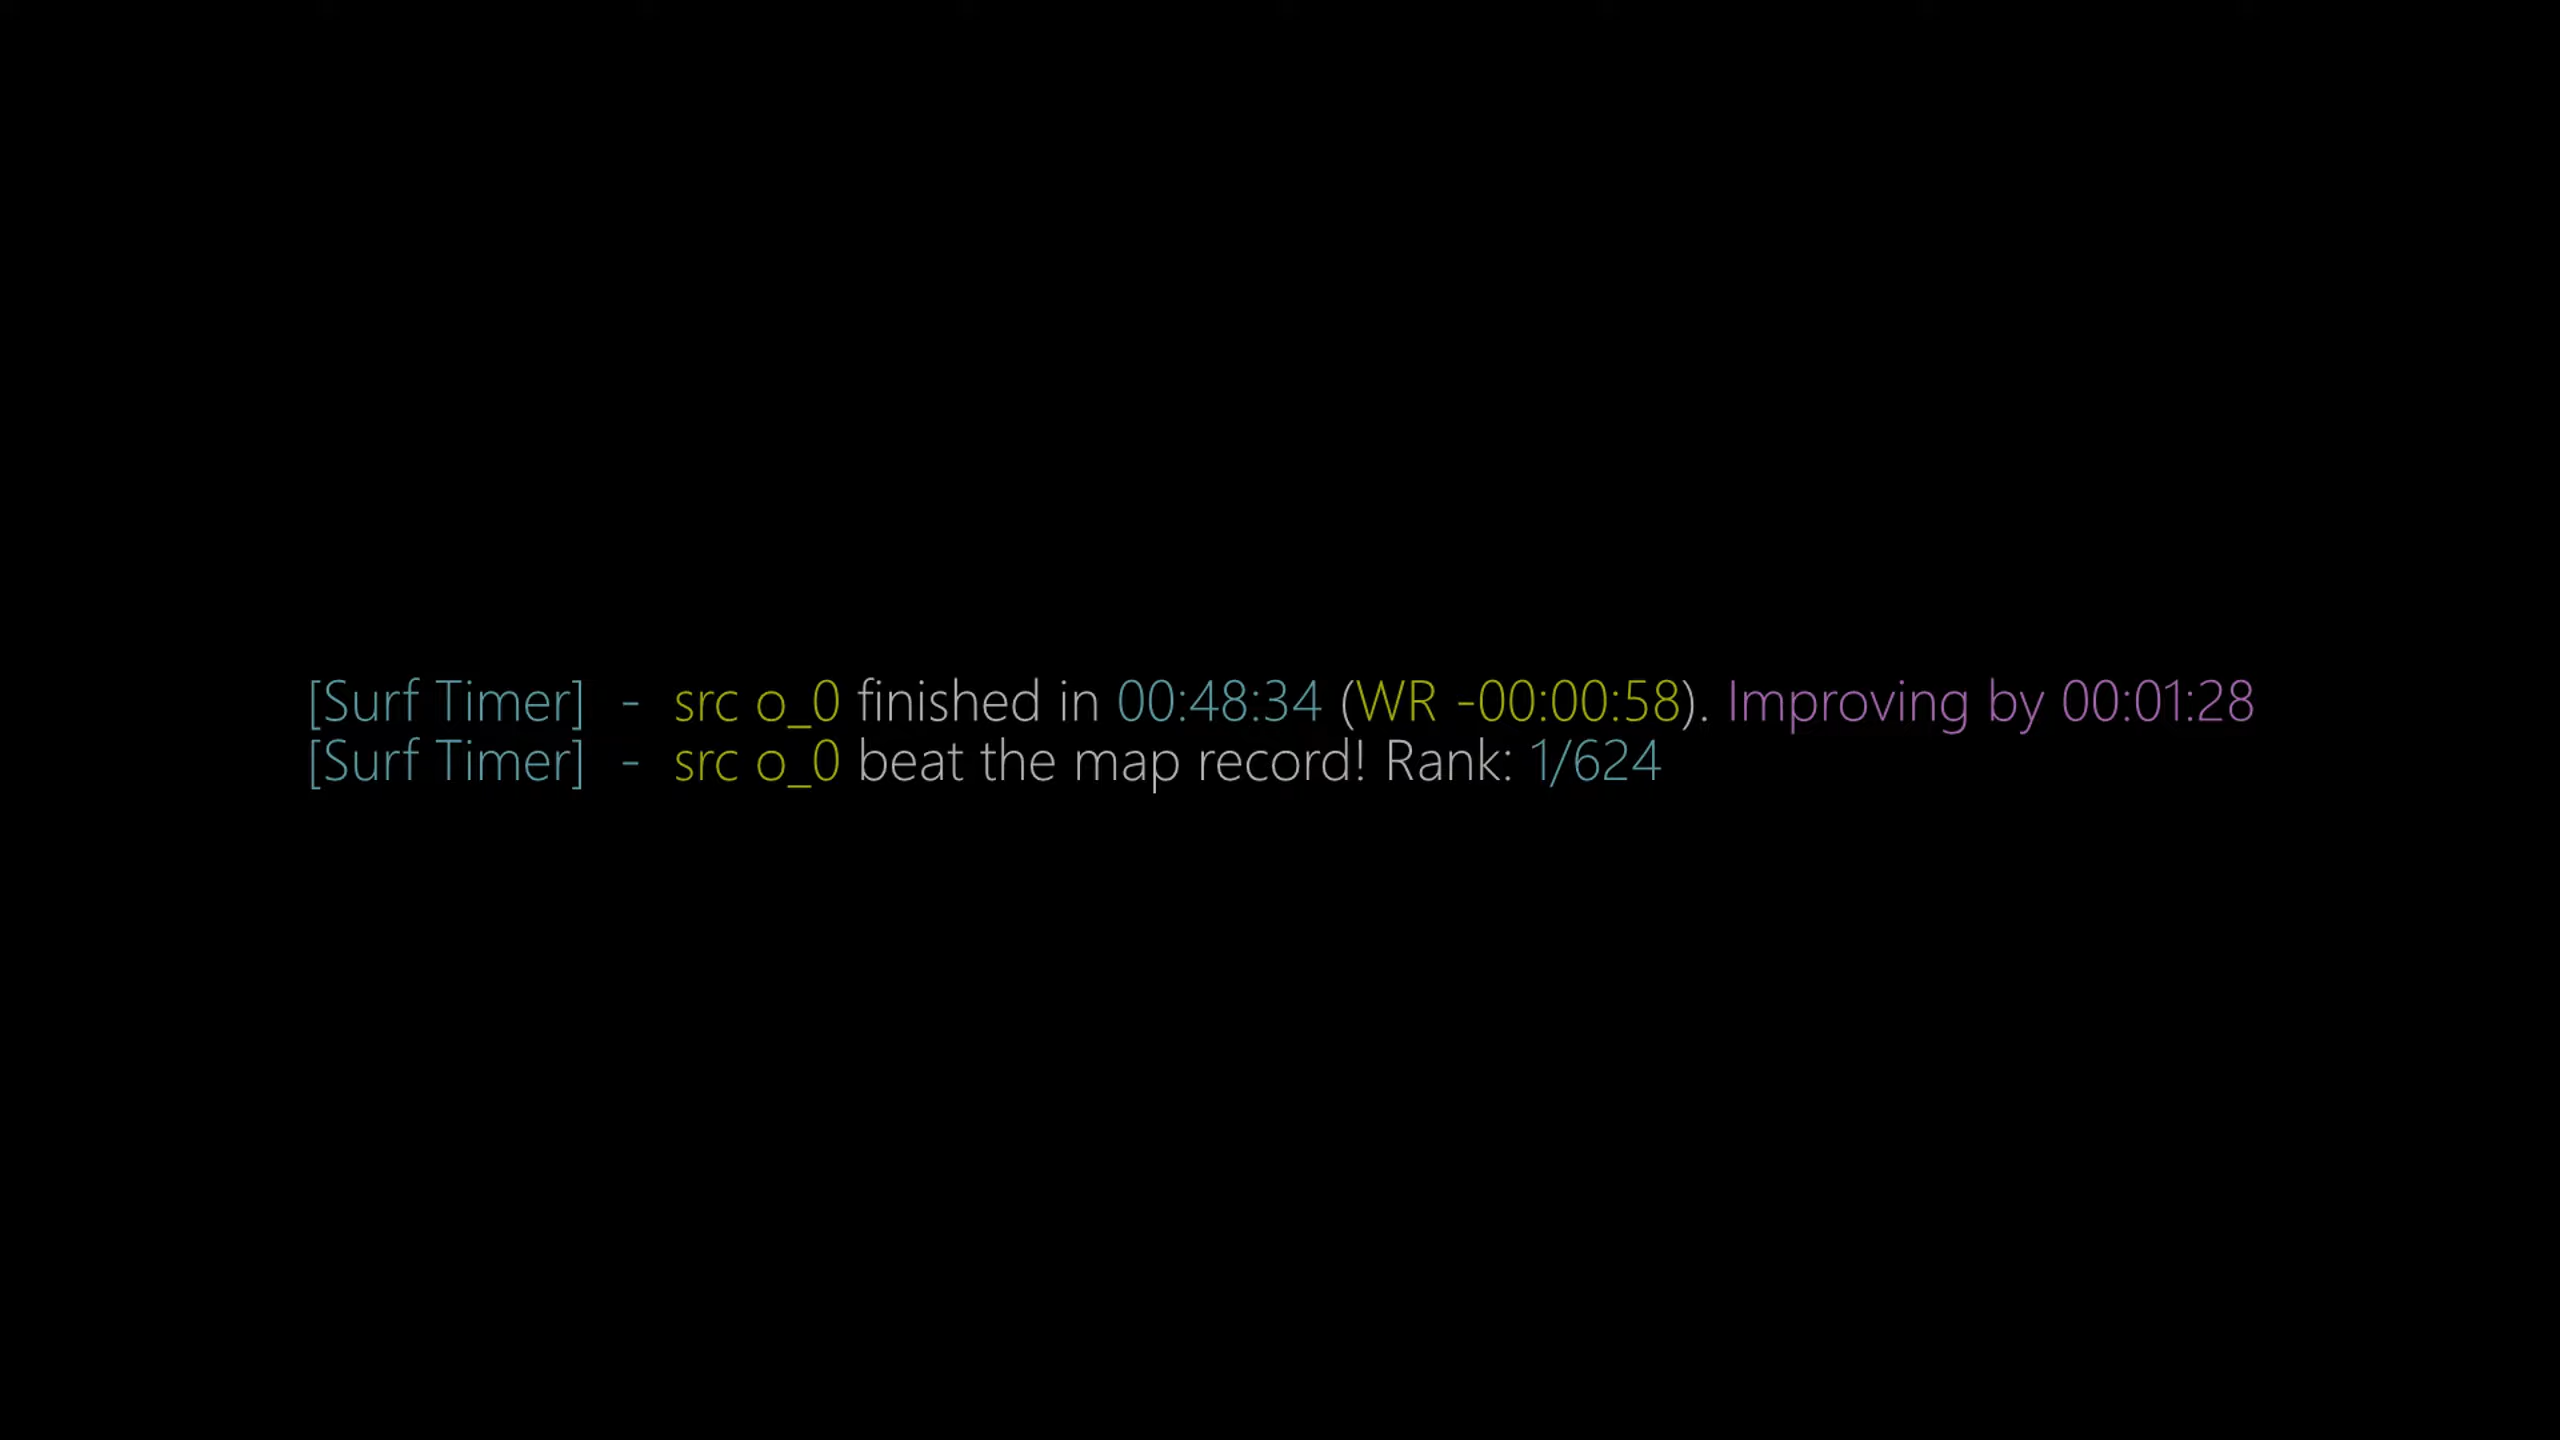 [Surf Timer] - src o_0 finished in 00:48:34 (WR -00:00:58). Improving by 00:01:28
[Surf Timer] - src o_0 beat the map record! Rank: 1/624